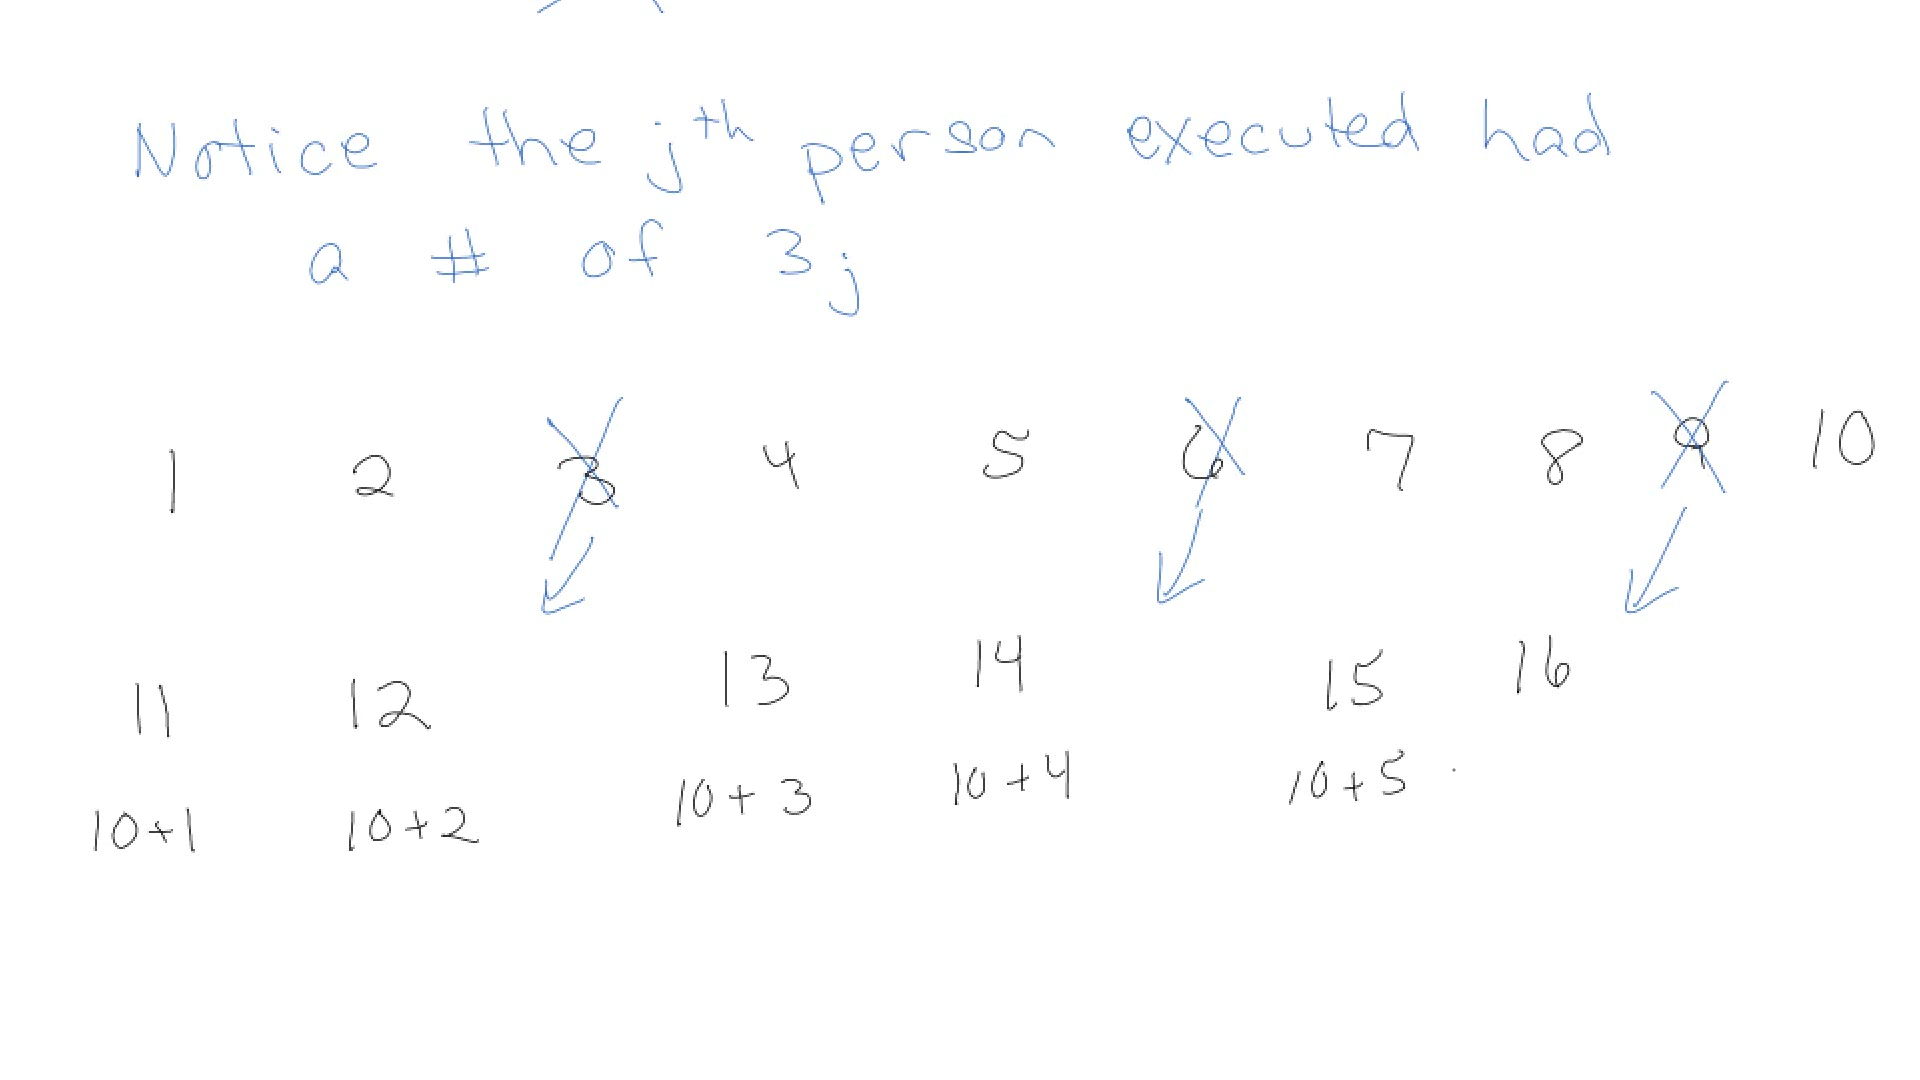 Notice the jth person executed had
a # of 3j
1 2 3 4 5 6 7 8 9 10
11 12 13 14 15 16
10+1 10+2 10+3 10+4 10+5